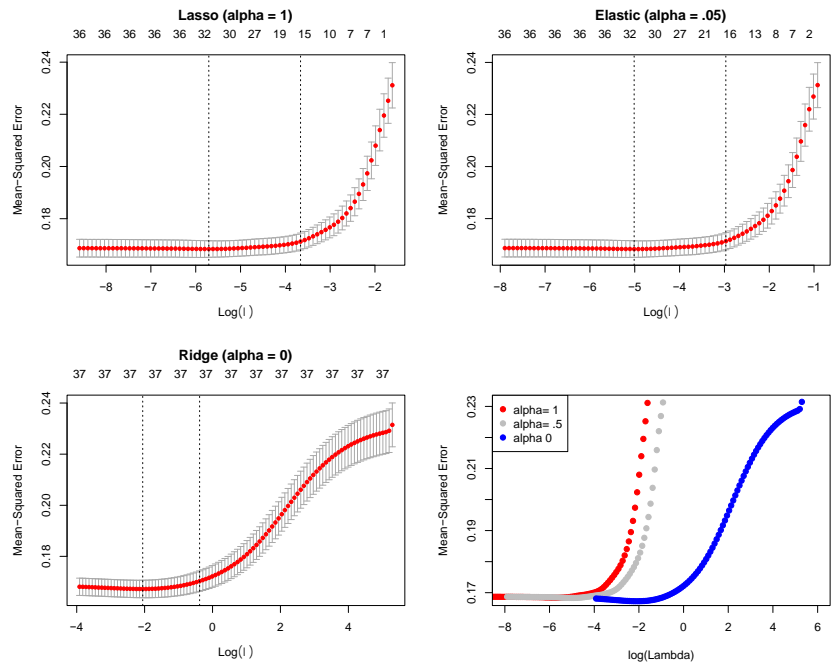 Lasso (alpha = 1)
36 36 36 36 32 30 27 19 15 10 7 7 1
Mean−Squared Error
0.24
0.22
0.20
0.18
−8 −7 −6 −5 −4 −3 −2
Log(l)
Elastic (alpha = .05)
36 36 36 36 32 30 27 21 16 13 8 7 2
Mean−Squared Error
0.24
0.22
0.20
0.18
−8 −7 −6 −5 −4 −3 −2 −1
Log(l)
Ridge (alpha = 0)
37 37 37 37 37 37 37 37 37 37 37 37 37
Mean−Squared Error
0.24
0.22
0.20
0.18
−4 −2 0 2 4
Log(l)
alpha= 1
alpha= .5
alpha 0
Mean−Squared Error
0.23
0.21
0.19
0.17
−8 −6 −4 −2 0 2 4 6
log(Lambda)